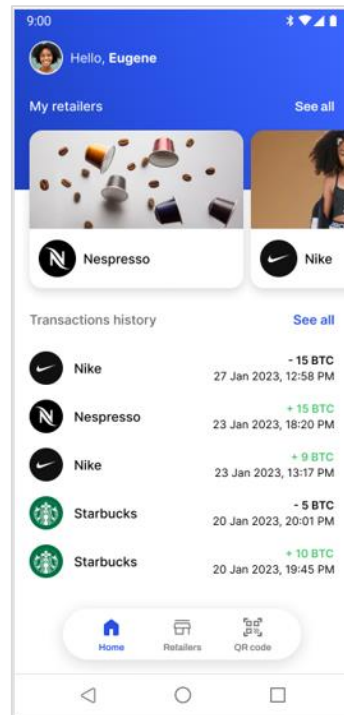 9:00
Hello, Eugene
My retailers See all
Nespresso Nike
Transactions history See all
Nike - 15 BTC
27 Jan 2023, 12:58 PM
Nespresso + 15 BTC
23 Jan 2023, 18:20 PM
Nike + 9 BTC
23 Jan 2023, 13:17 PM
Starbucks - 5 BTC
20 Jan 2023, 20:01 PM
Starbucks + 10 BTC
20 Jan 2023, 19:45 PM
Home Retailers QR code